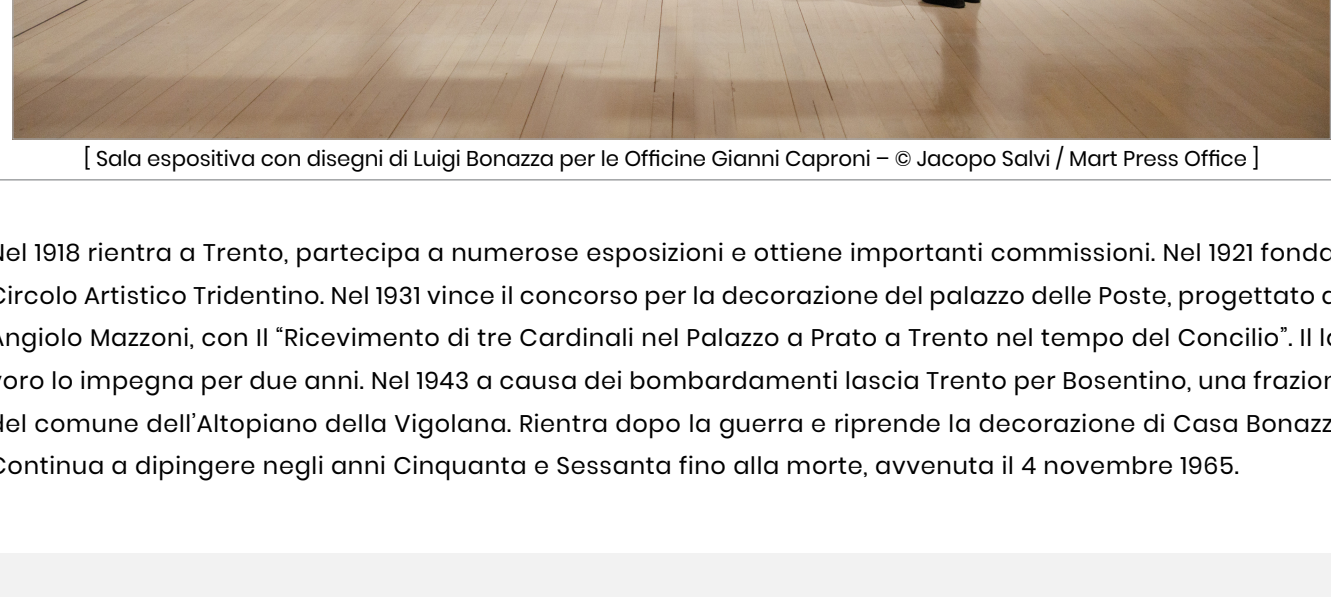 [ Sala espositiva con disegni di Luigi Bonazza per le Officine Gianni Caproni – © Jacopo Salvi / Mart Press Office ]
Nel 1918 rientra a Trento, partecipa a numerose esposizioni e ottiene importanti commissioni. Nel 1921 fonda
Circolo Artistico Tridentino. Nel 1931 vince il concorso per la decorazione del palazzo delle Poste, progettato
Angiolo Mazzoni, con Il “Ricevimento di tre Cardinali nel Palazzo a Prato a Trento nel tempo del Concilio”. Il
voro lo impegna per due anni. Nel 1943 a causa dei bombardamenti lascia Trento per Bosentino, una frazion
del comune dell’Altopiano della Vigolana. Rientra dopo la guerra e riprende la decorazione di Casa Bonazz
Continua a dipingere negli anni Cinquanta e Sessanta fino alla morte, avvenuta il 4 novembre 1965.